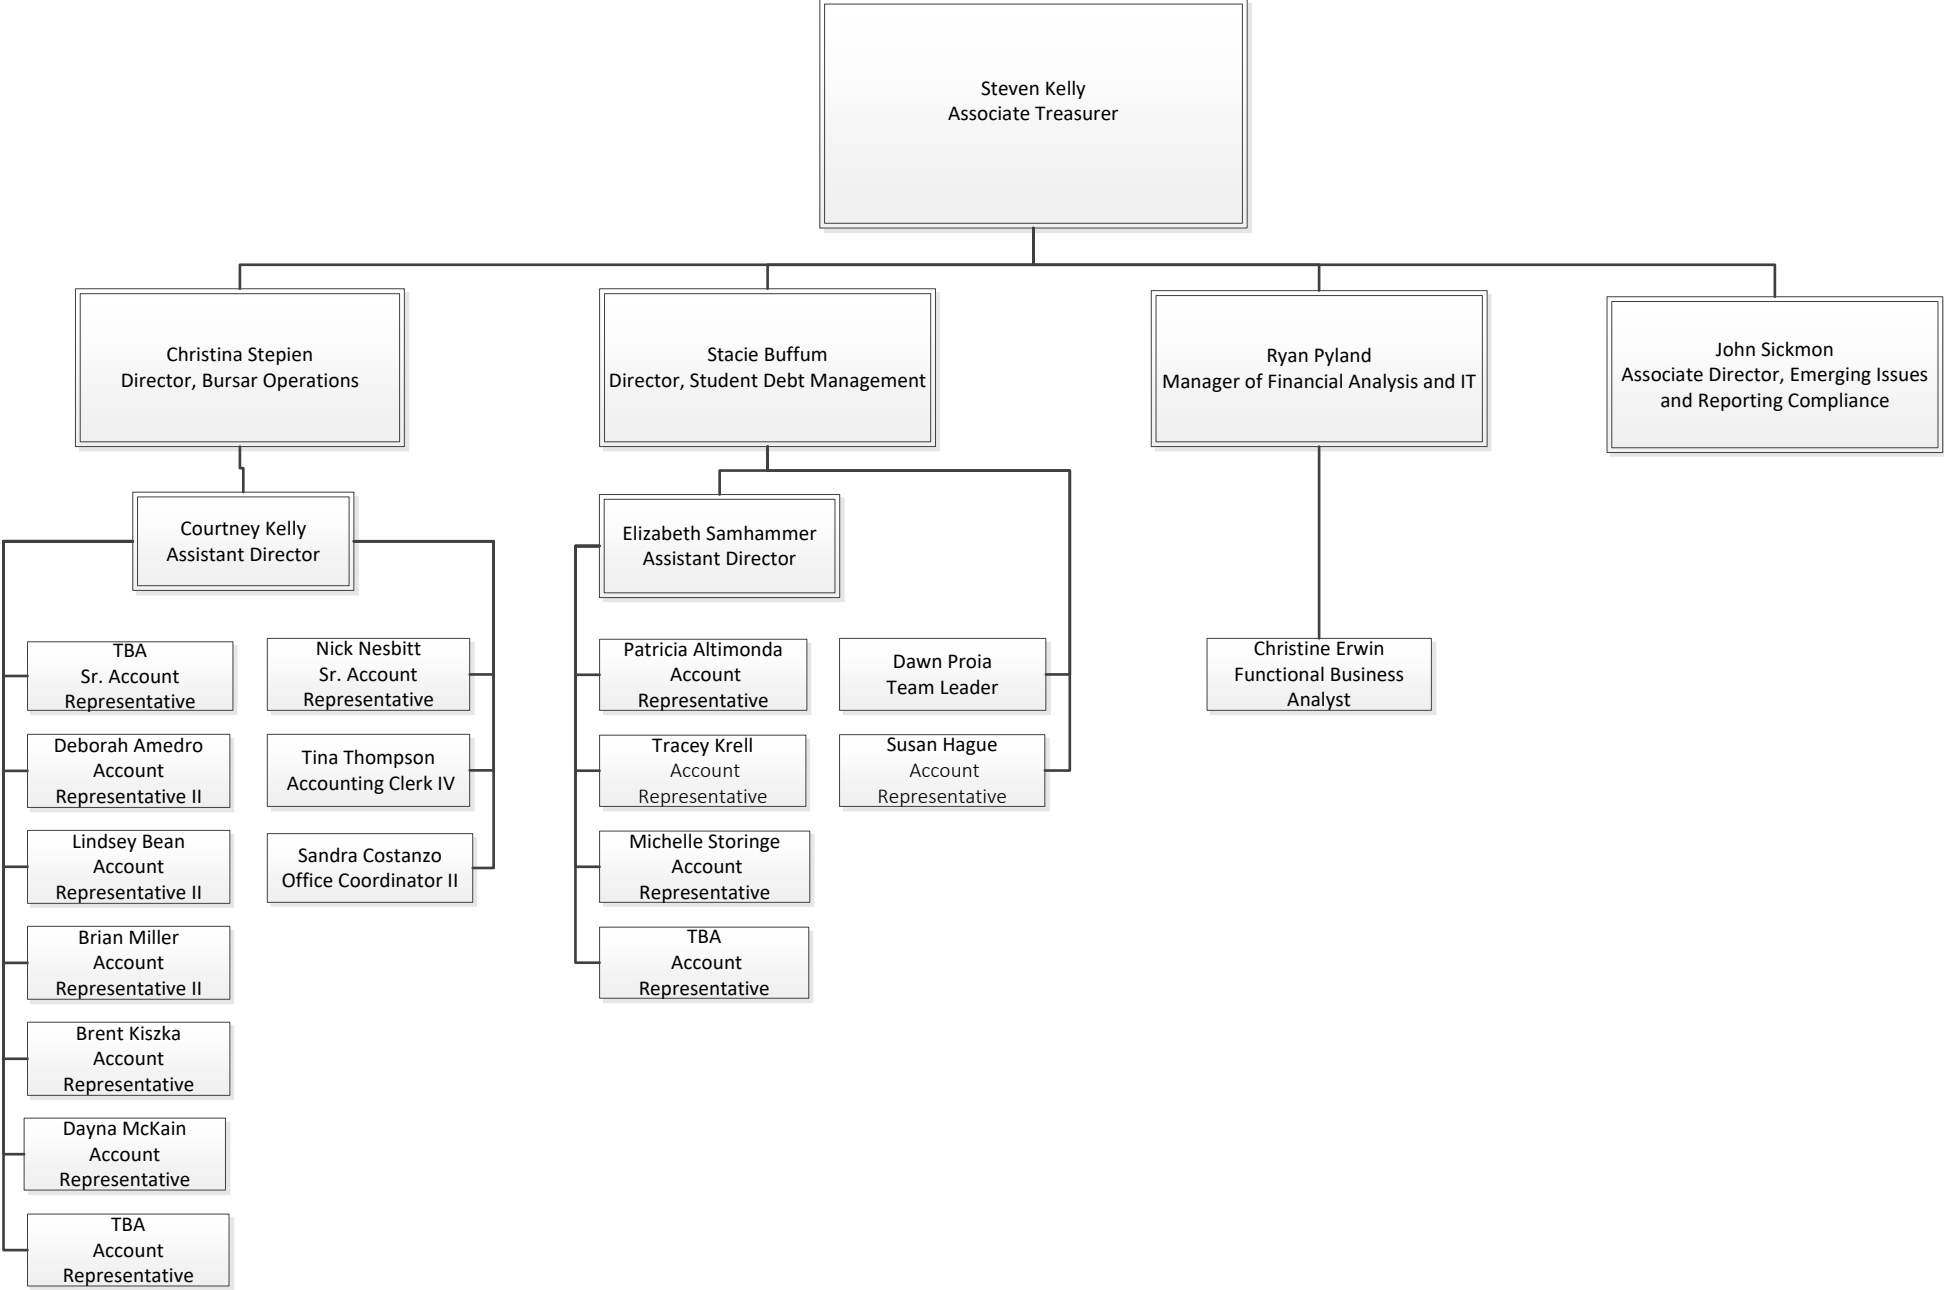 Steven Kelly
Associate Treasurer
Christina Stepien
Director, Bursar Operations
Stacie Buffum
Director, Student Debt Management
Ryan Pyland
Manager of Financial Analysis and IT
John Sickmon
Associate Director, Emerging Issues
and Reporting Compliance
Courtney Kelly
Assistant Director
TBA
Sr. Account
Representative
Deborah Amedro
Account
Representative II
Lindsey Bean
Account
Representative II
Brian Miller
Account
Representative II
Brent Kiszka
Account
Representative
Dayna McKain
Account
Representative
TBA
Account
Representative
Nick Nesbitt
Sr. Account
Representative
Tina Thompson
Accounting Clerk IV
Sandra Costanzo
Office Coordinator II
Elizabeth Samhammer
Assistant Director
Patricia Altimonda
Account
Representative
Tracey Krell
Account
Representative
Michelle Storinge
Account
Representative
TBA
Account
Representative
Dawn Proia
Team Leader
Susan Hague
Account
Representative
Christine Erwin
Functional Business
Analyst